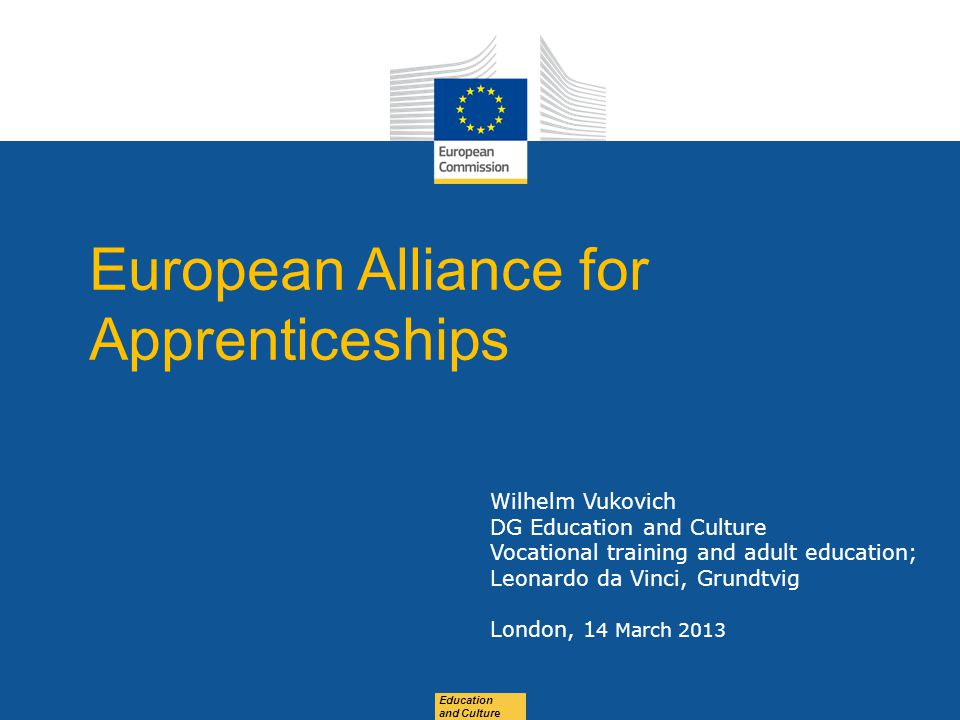 European
Commission
European Alliance for
Apprenticeships
Wilhelm Vukovich
DG Education and Culture
Vocational training and adult education;
Leonardo da Vinci, Grundtvig
London, 14 March 2013
Education
and Culture